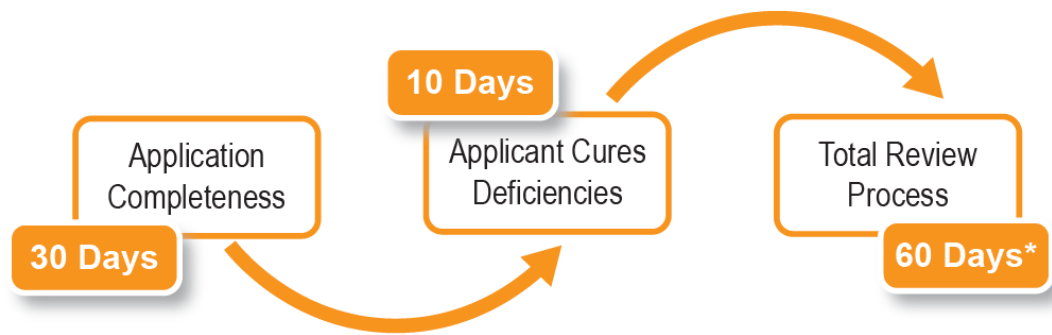 Application
Completeness
30 Days
10 Days
Applicant Cures
Deficiencies
Total Review
Process
60 Days*